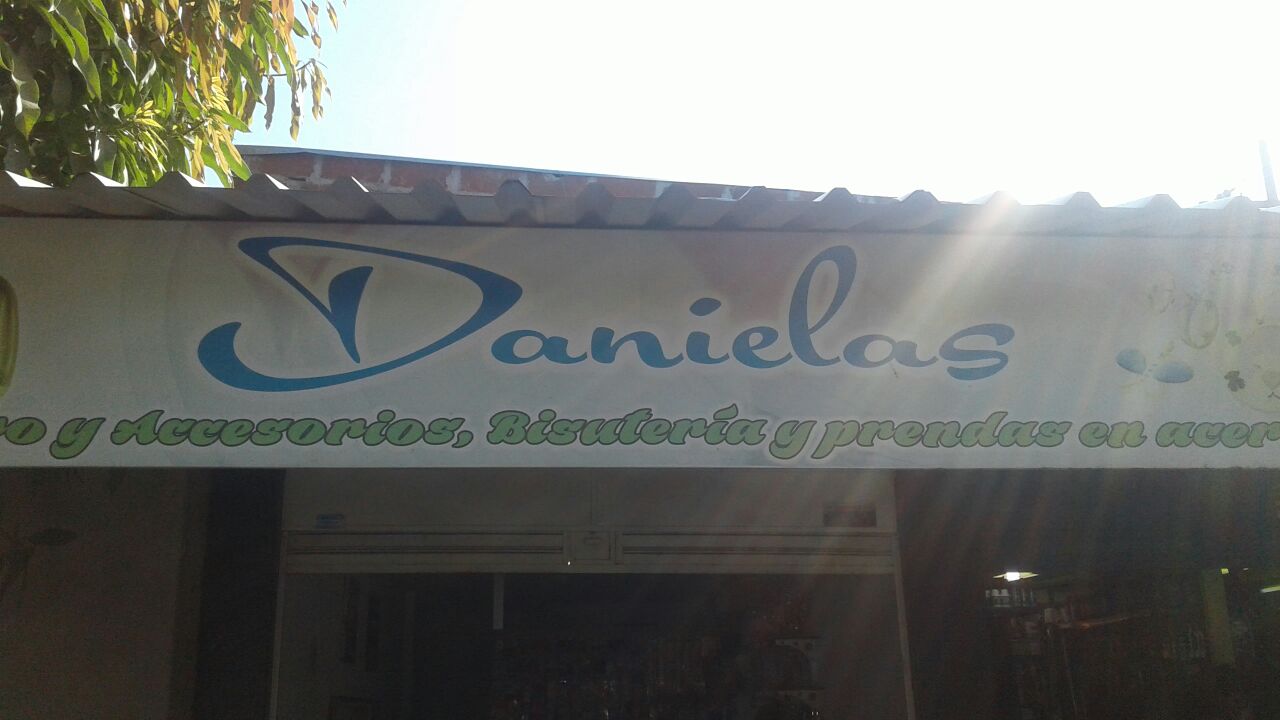 Danielas
y Accesorios, Bisutería y prendas en